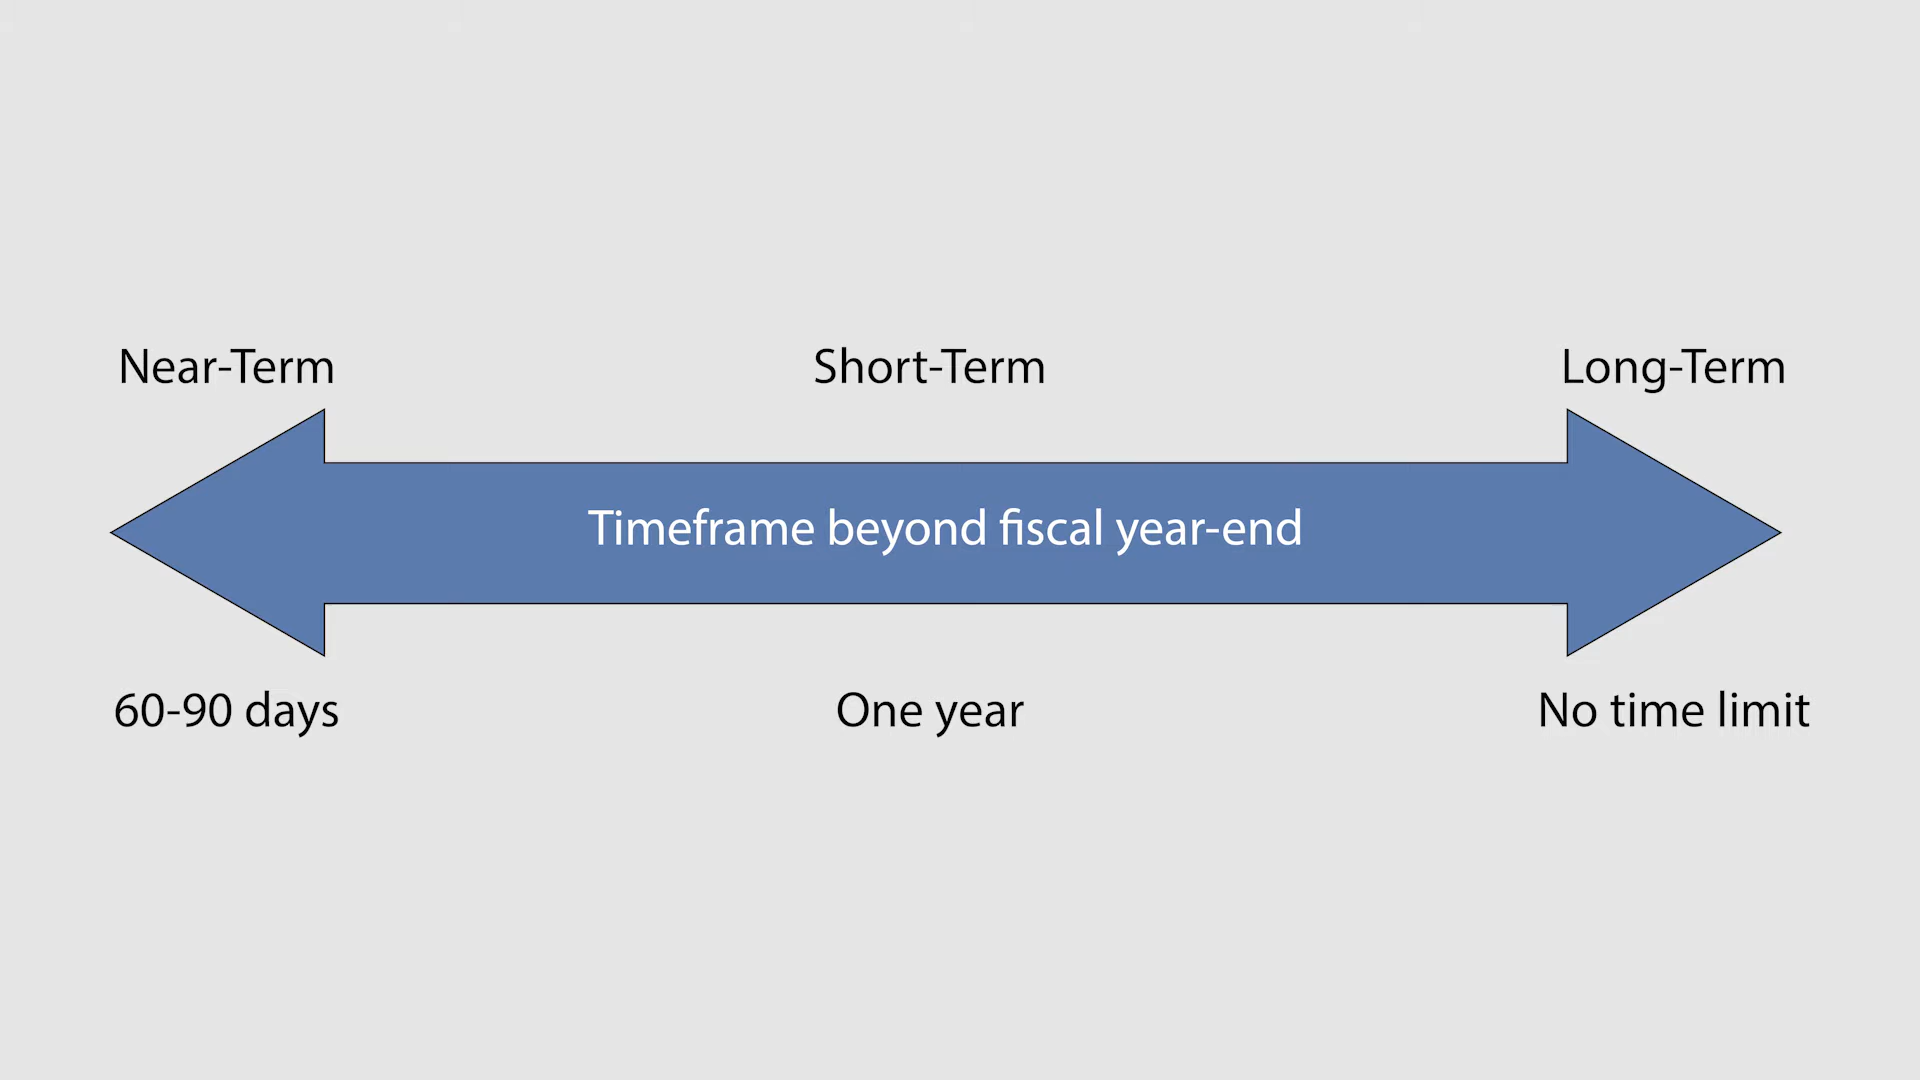 Near-Term
Short-Term
Long-Term
Timeframe beyond fiscal year-end
60-90 days
One year
No time limit